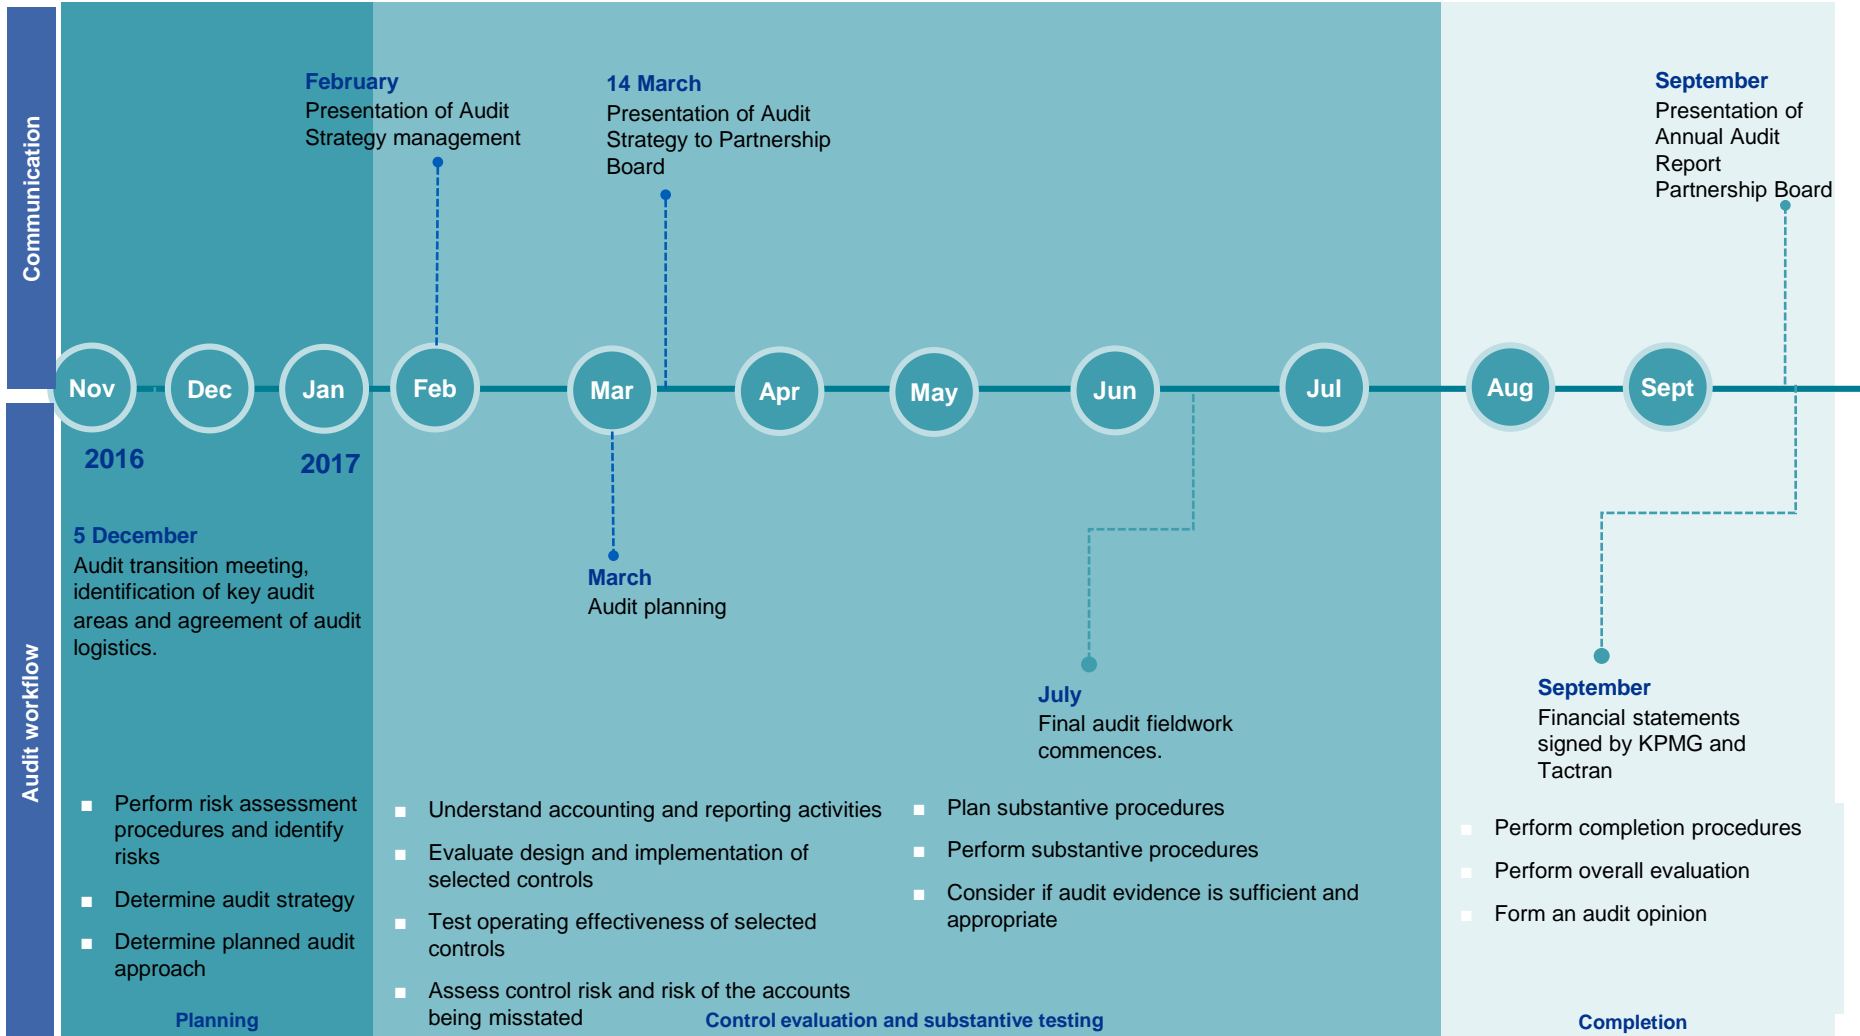 Communication
February
Presentation of Audit
Strategy management
14 March
Presentation of Audit
Strategy to Partnership
Board
September
Presentation of
Annual Audit
Report
Partnership Board
Nov
Dec
Jan
Feb
Mar
Apr
May
Jun
Jul
Aug
Sept
2016
2017
Audit workflow
5 December
Audit transition meeting,
identification of key audit
areas and agreement of audit
logistics.
March
Audit planning
July
Final audit fieldwork
commences.
September
Financial statements
signed by KPMG and
Tactran
■ Perform risk assessment
procedures and identify
risks
■ Determine audit strategy
■ Determine planned audit
approach
Planning
■ Understand accounting and reporting activities
■ Evaluate design and implementation of
selected controls
■ Test operating effectiveness of selected
controls
■ Assess control risk and risk of the accounts
being misstated
■ Plan substantive procedures
■ Perform substantive procedures
■ Consider if audit evidence is sufficient and
appropriate
Control evaluation and substantive testing
■ Perform completion procedures
■ Perform overall evaluation
■ Form an audit opinion
Completion